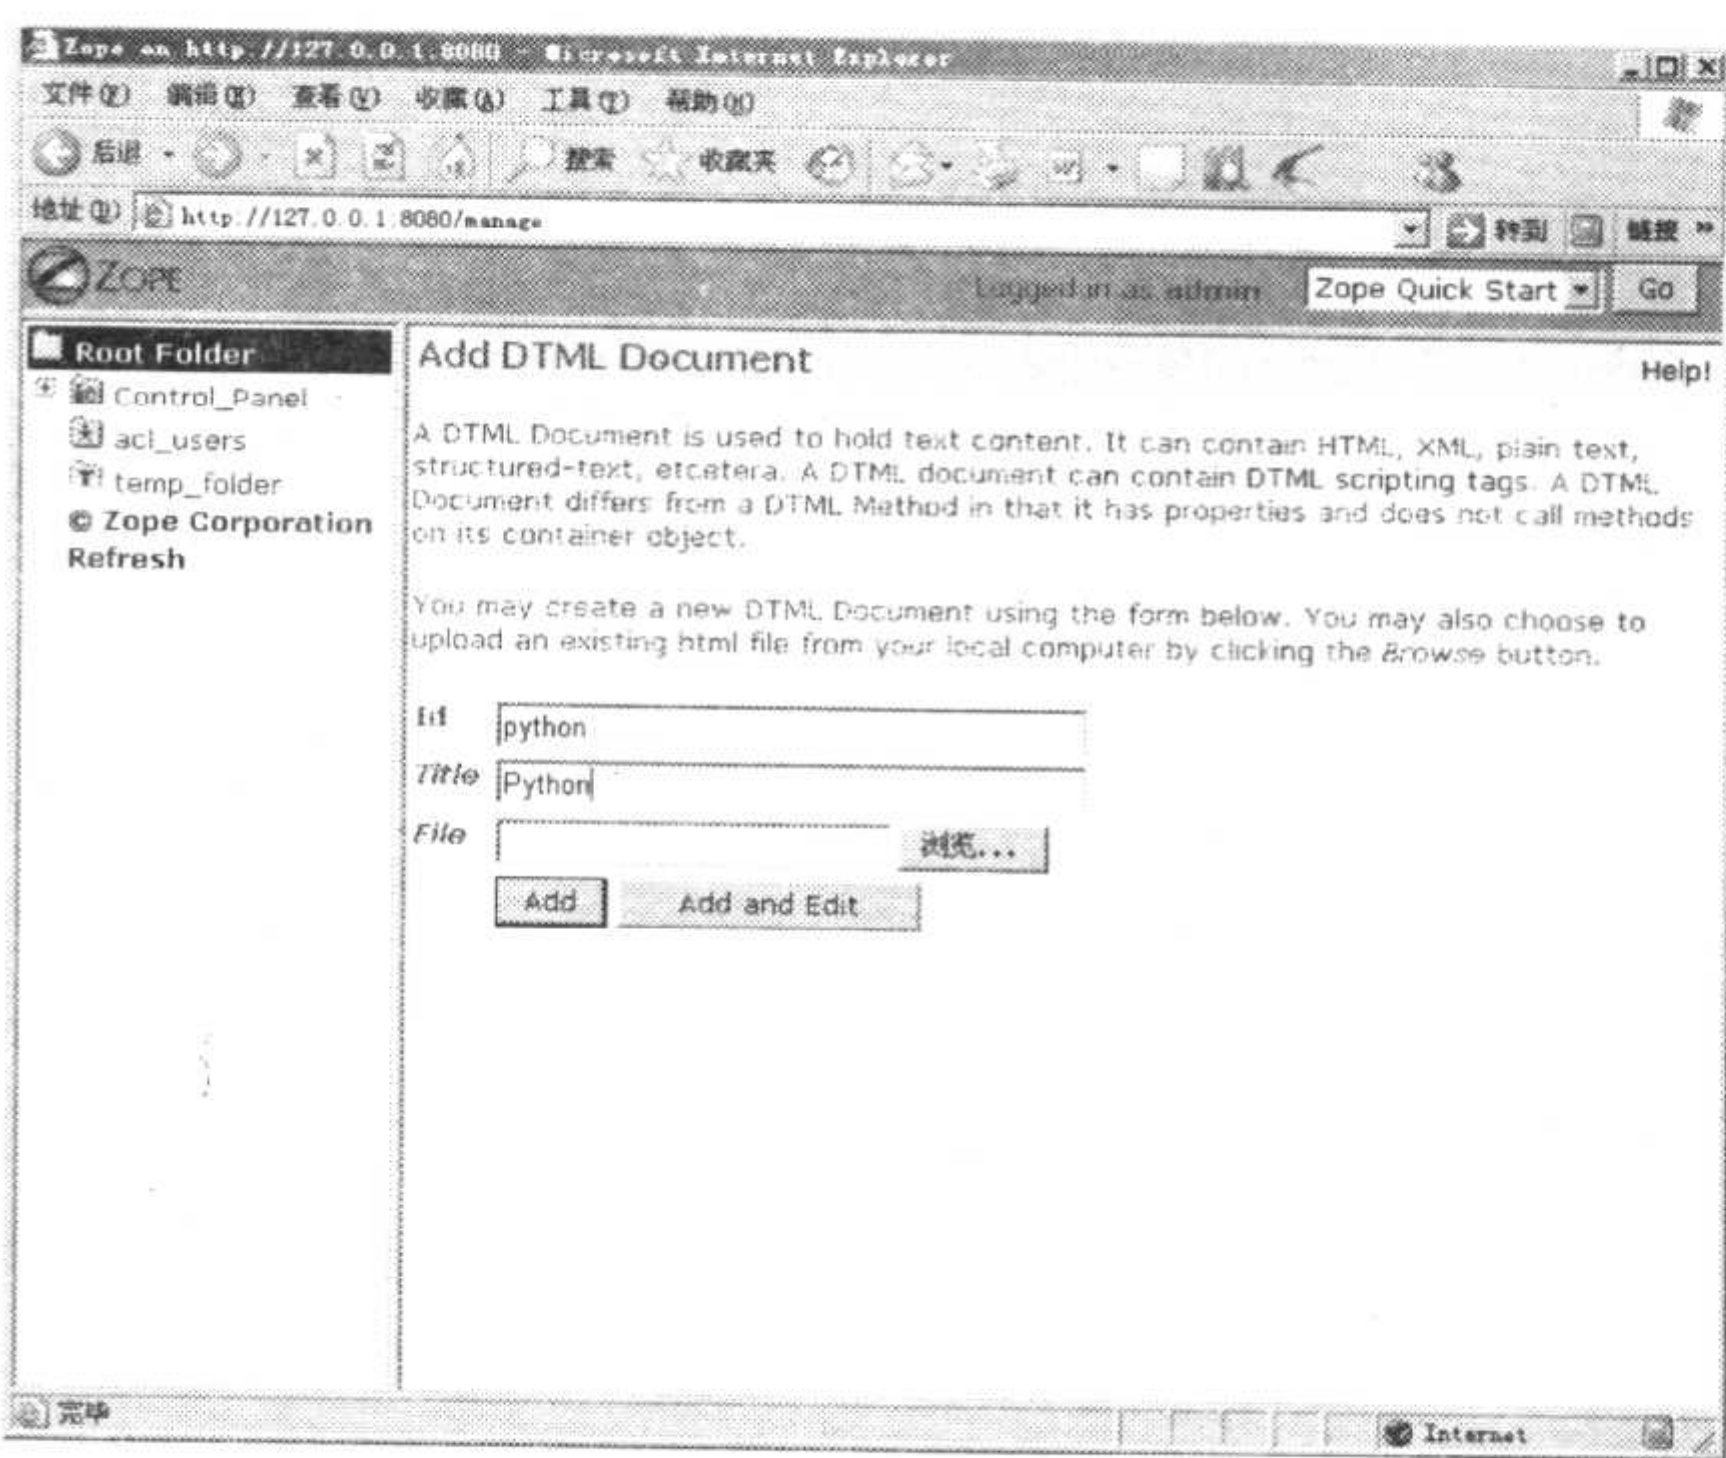 Zope on http://127.0.0.1:8080 - Microsoft Internet Explorer
文件(F) 编辑(E) 查看(V) 收藏(A) 工具(T) 帮助(H)
后退 搜索 收藏夹
地址(D) http://127.0.0.1:8080/manage 转到 链接 »
ZOPE Logged in as admin Zope Quick Start Go
Root Folder
Control_Panel
acl_users
temp_folder
© Zope Corporation
Refresh
Add DTML Document Help!
A DTML Document is used to hold text content. It can contain HTML, XML, plain text,
structured-text, etcetera. A DTML document can contain DTML scripting tags. A DTML
Document differs from a DTML Method in that it has properties and does not call methods
on its container object.
You may create a new DTML Document using the form below. You may also choose to
upload an existing html file from your local computer by clicking the Browse button.
Id python
Title Python
File 浏览...
Add Add and Edit
完毕 Internet